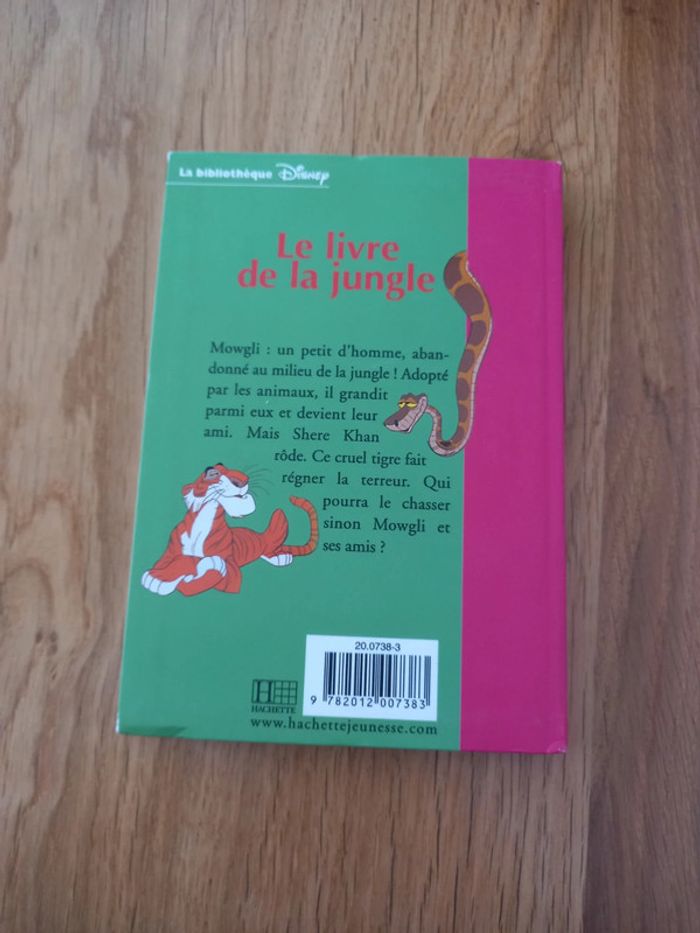 La bibliothèque Disney
Le livre
de la jungle
Mowgli : un petit d'homme, aban-
donné au milieu de la jungle ! Adopté
par les animaux, il grandit
parmi eux et devient leur
ami. Mais Shere Khan
rôde. Ce cruel tigre fait
régner la terreur. Qui
pourra le chasser
sinon Mowgli et
ses amis ?
20.0738-3
HACHETTE
9 782012 007383
www.hachettejeunesse.com